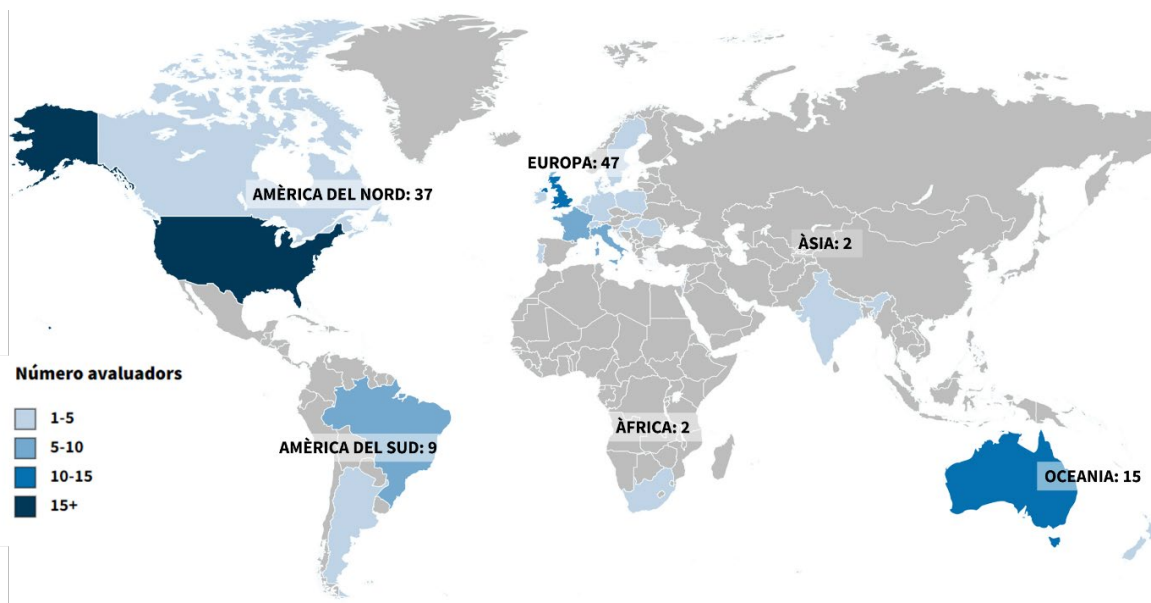 EUROPA: 47
AMÈRICA DEL NORD: 37
ÀSIA: 2
Número avaluadors
1-5
5-10
10-15
15+
ÀFRICA: 2
AMÈRICA DEL SUD: 9
OCEANIA: 15